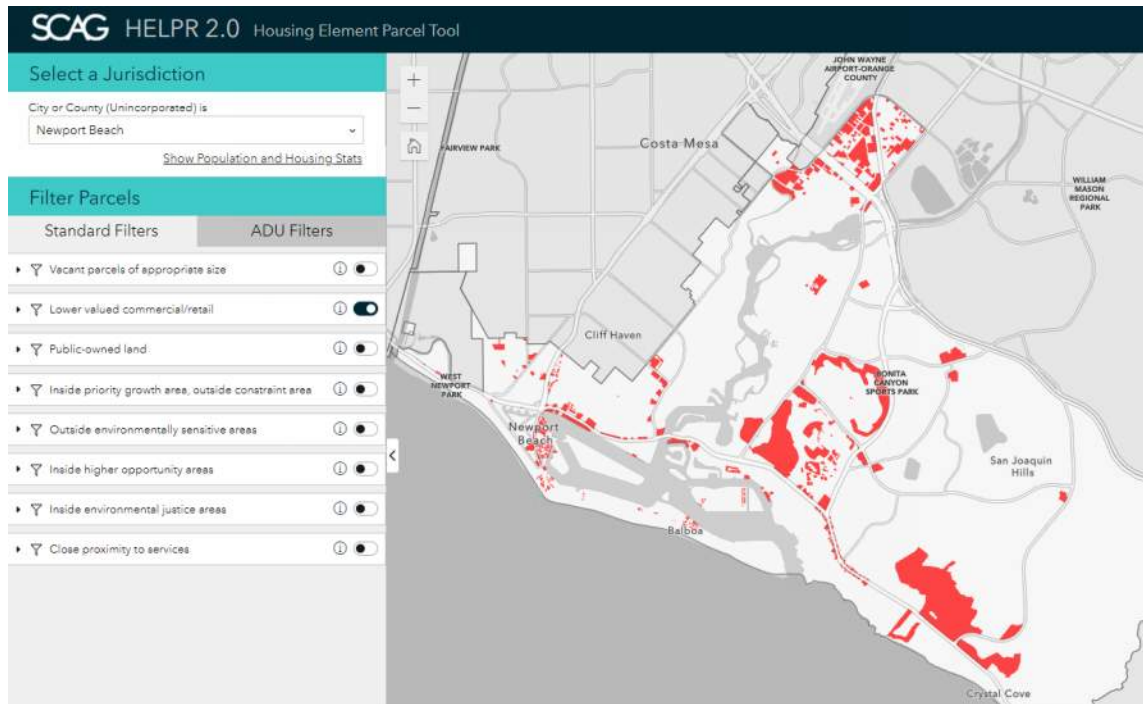 SCAG HELPR 2.0 Housing Element Parcel Tool
Select a Jurisdiction
City or County (Unincorporated) is
Newport Beach
Show Population and Housing Stats
Filter Parcels
Standard Filters
ADU Filters
Vacant parcels of appropriate size
Lower valued commercial/retail
Public-owned land
Inside priority growth area, outside constraint area
Outside environmentally sensitive areas
Inside higher opportunity areas
Inside environmental justice areas
Close proximity to services
JOHN WAYNE
AIRPORT-ORANGE
COUNTY
Costa Mesa
FAIRVIEW PARK
WILLIAM
MASON
REGIONAL
PARK
Cliff Haven
WEST
NEWPORT
PARK
BONITA
CANYON
SPORTS PARK
Newport
Beach
San Joaquin
Hills
Balboa
Crystal Cove